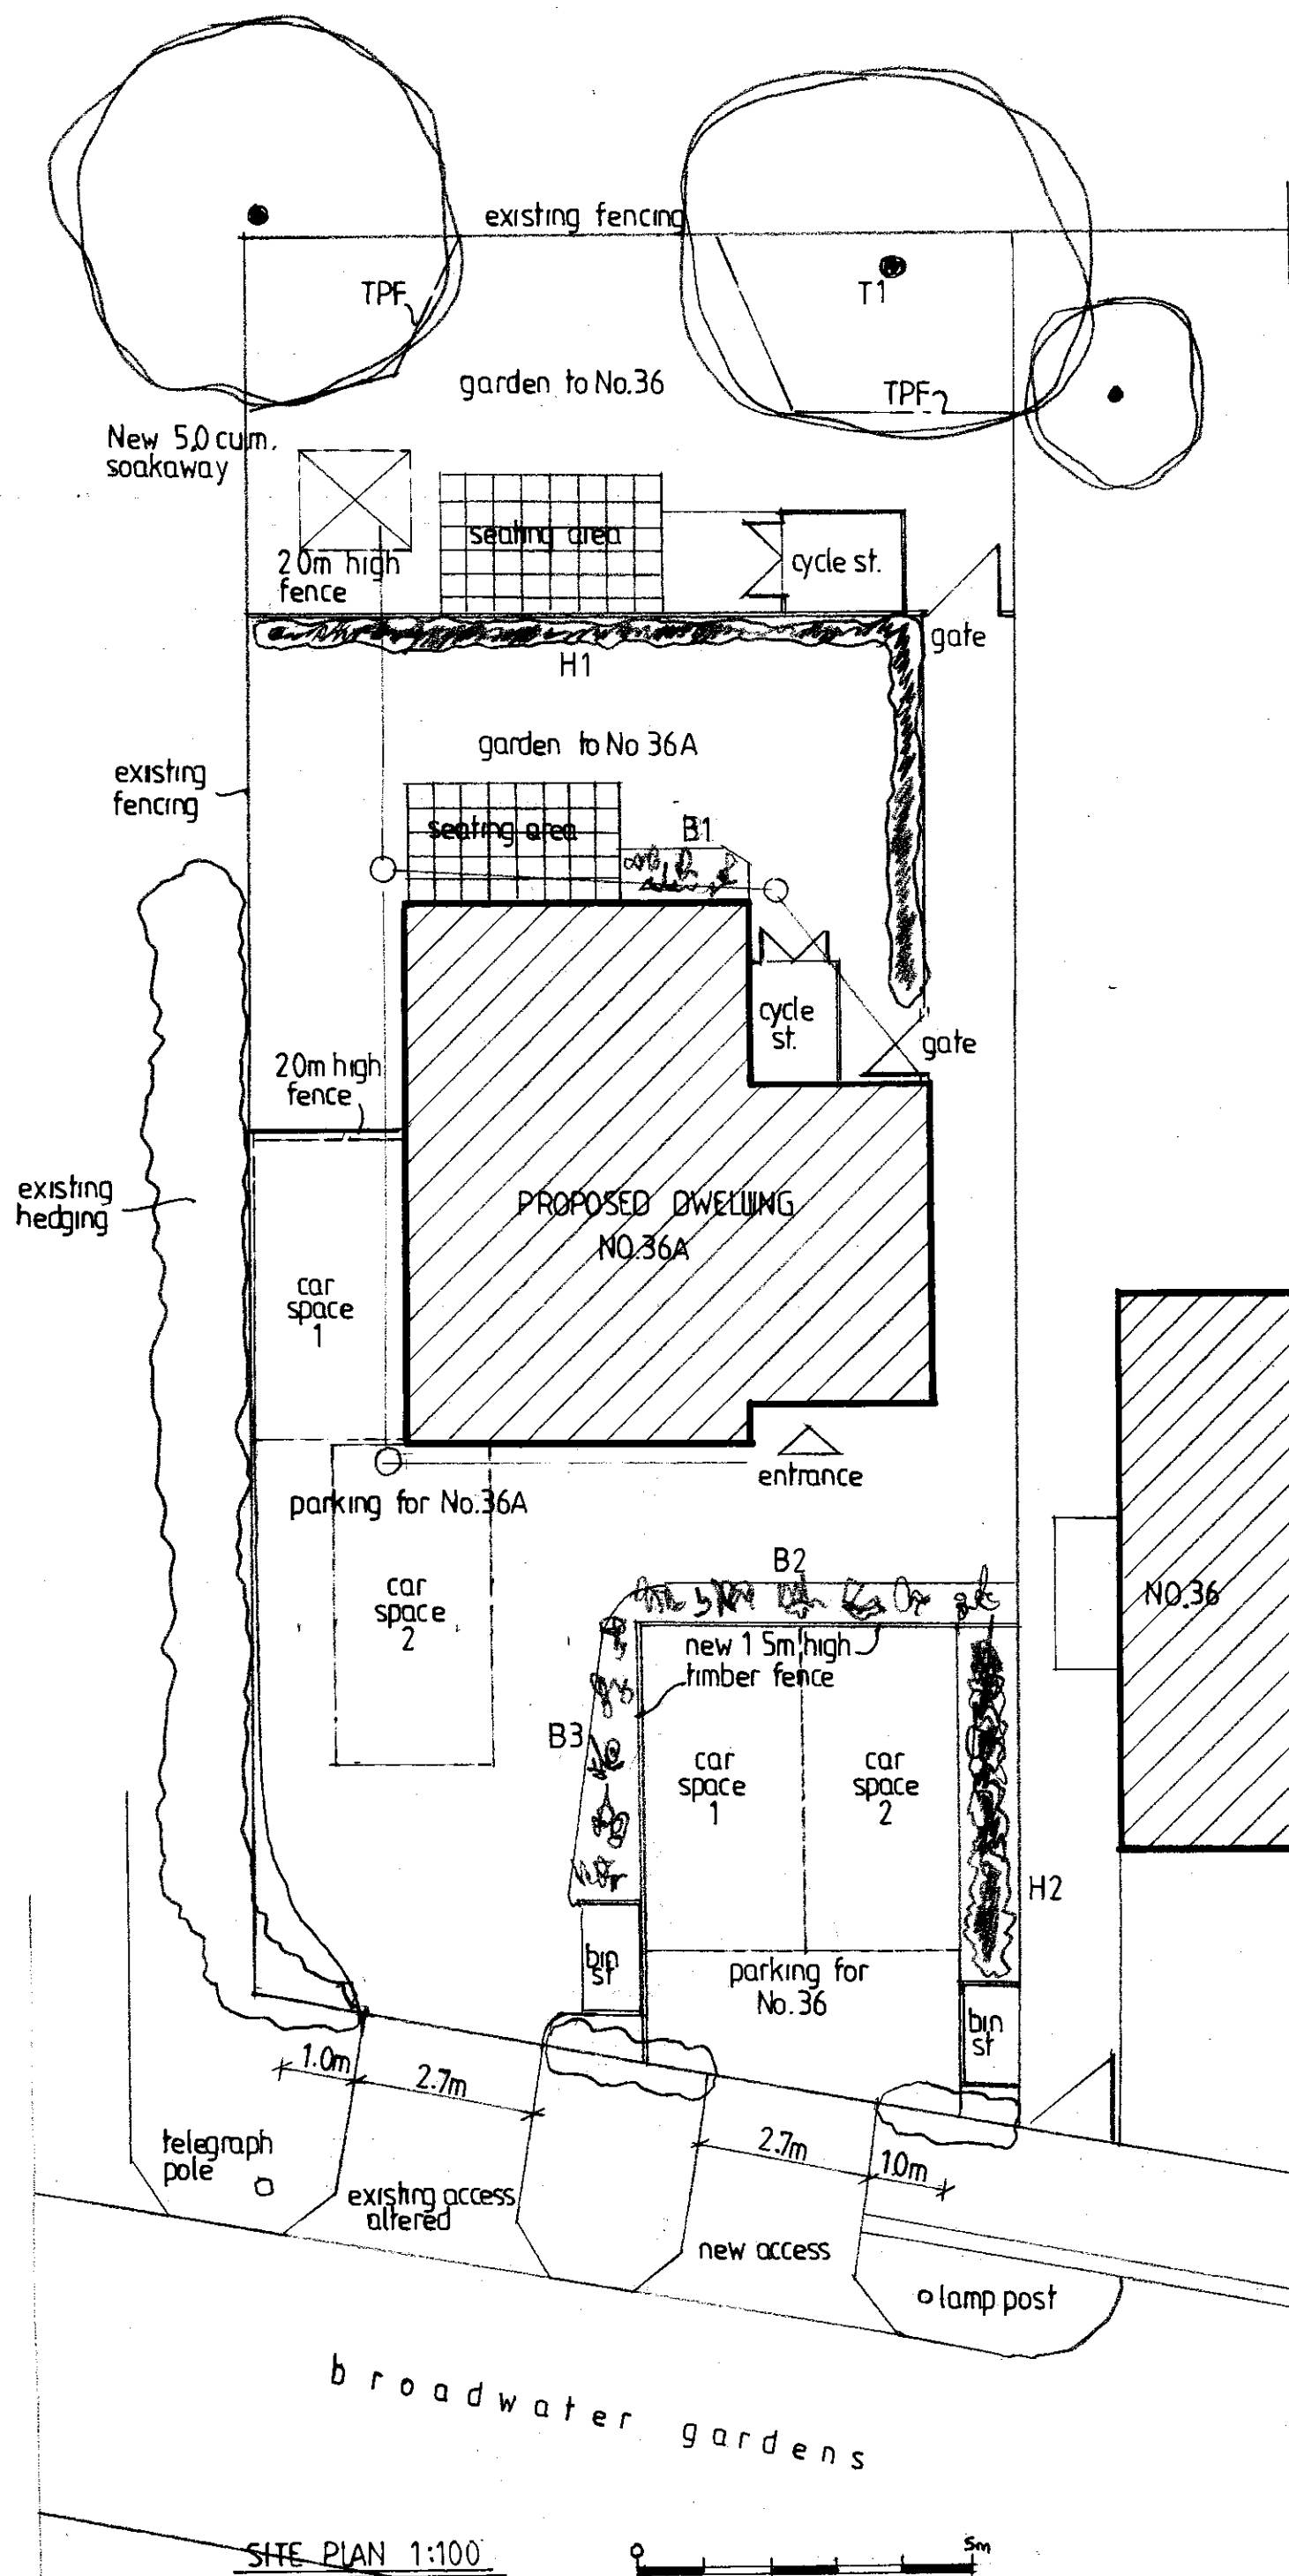 existing fencing
TPF
T1
garden to No.36
TPF
New 5.0 cum.
soakaway
seating area
cycle st.
2.0m high
fence
gate
H1
garden to No 36A
existing
fencing
seating area
B1
cycle
st.
gate
2.0m high
fence
existing
hedging
PROPOSED DWELLING
NO.36A
car
space
1
entrance
parking for No.36A
B2
car
space
2
NO.36
new 1.5m high
timber fence
B3
car
space
1
car
space
2
H2
bin
st
parking for
No.36
bin
st
1.0m
2.7m
2.7m
1.0m
telegraph
pole
existing access
altered
new access
lamp post
broadwater gardens
SITE PLAN 1:100
0
5m